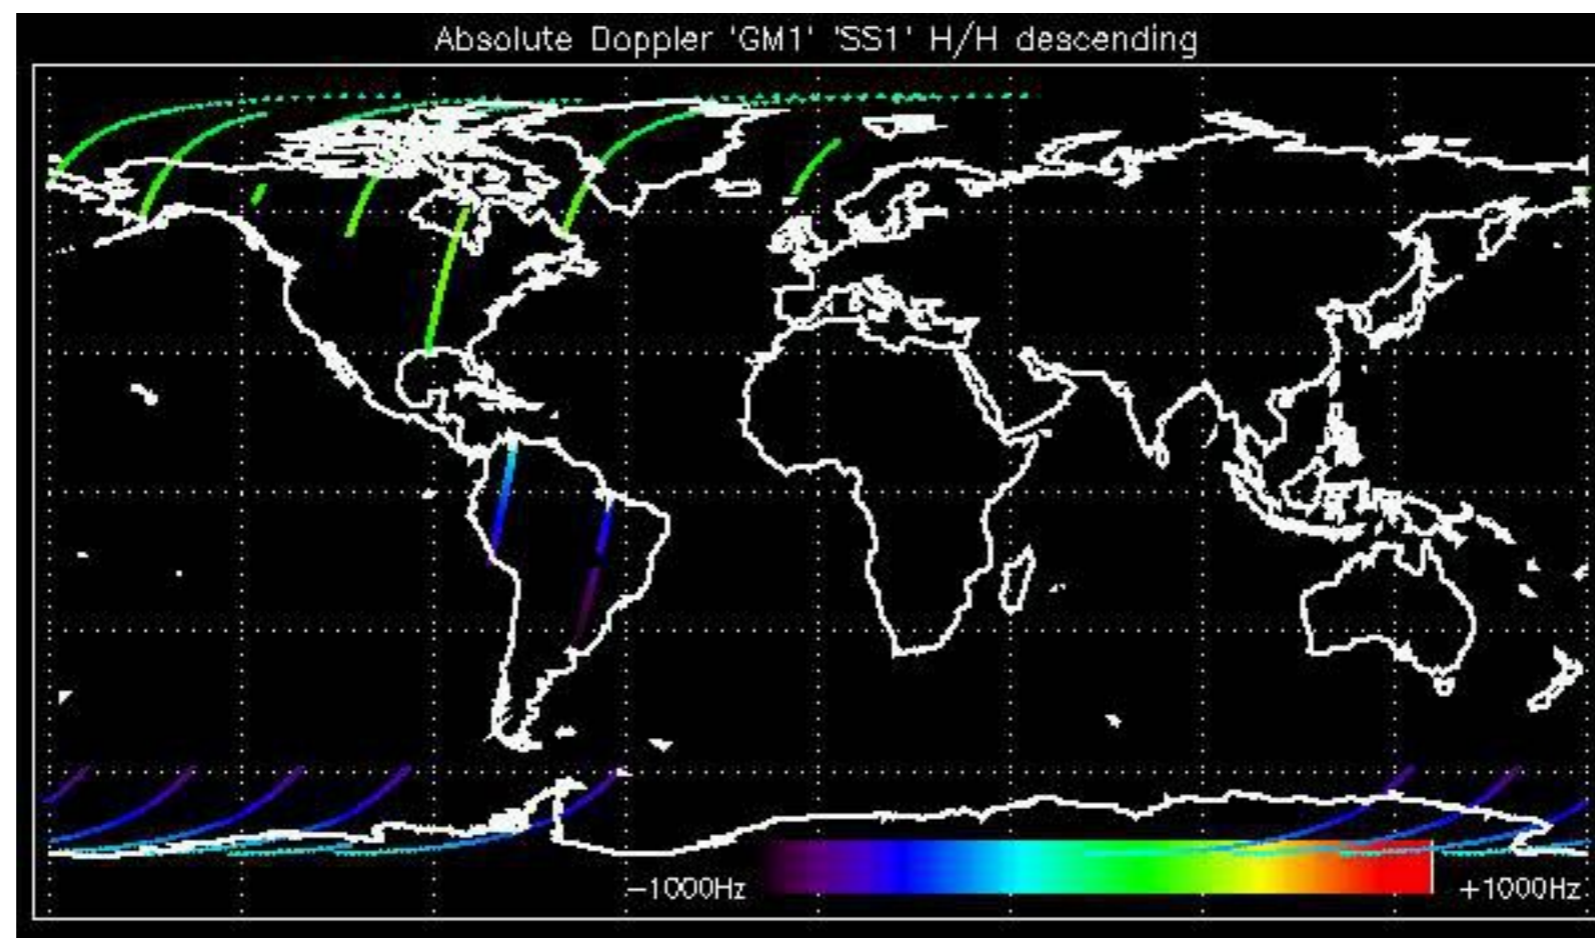 Absolute Doppler 'GM1' 'SS1' H/H descending
−1000Hz
+1000Hz